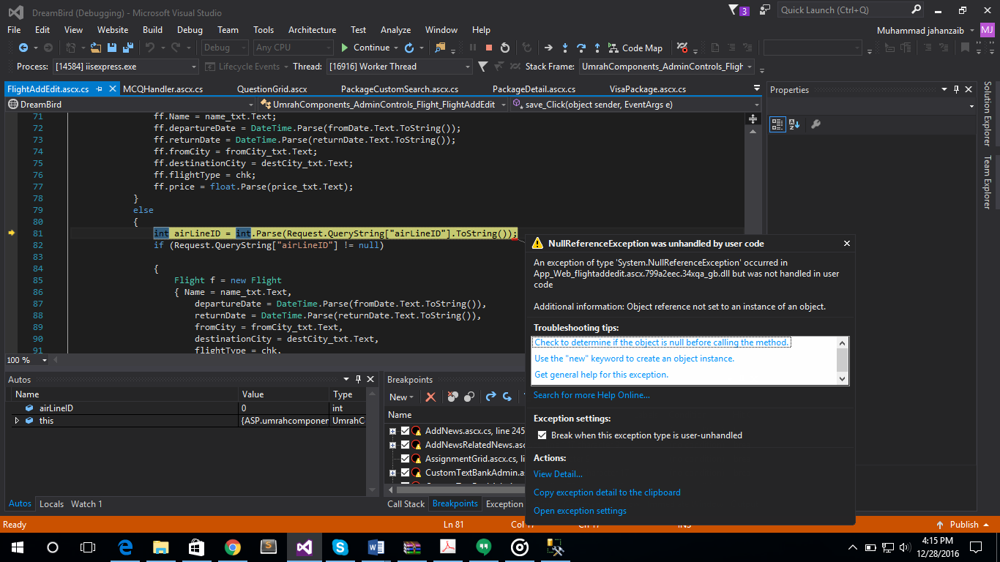 DreamBird (Debugging) - Microsoft Visual Studio
3
Quick Launch (Ctrl+Q)
File Edit View Website Build Debug Team Tools Architecture Test Analyze Window Help
Muhammad jahanzaib MJ
Debug Any CPU Continue Code Map
Process: [14584] iisexpress.exe Lifecycle Events Thread: [16916] Worker Thread Stack Frame: UmrahComponents_AdminControls_Fligh
FlightAddEdit.ascx.cs MCQHandler.ascx.cs QuestionGrid.ascx PackageCustomSearch.ascx.cs PackageDetail.ascx.cs VisaPackage.ascx.cs
DreamBird UmrahComponents_AdminControls_Flight_FlightAddEdit save_Click(object sender, EventArgs e)
71 ff.Name = name_txt.Text;
72 ff.departureDate = DateTime.Parse(fromDate.Text.ToString());
73 ff.returnDate = DateTime.Parse(returnDate.Text.ToString());
74 ff.fromCity = fromCity_txt.Text;
75 ff.destinationCity = destCity_txt.Text;
76 ff.flightType = chk;
77 ff.price = float.Parse(price_txt.Text);
78 }
79 else
80 {
81 int airLineID = int.Parse(Request.QueryString["airLineID"].ToString());
82 if (Request.QueryString["airLineID"] != null)
83
84 {
85 Flight f = new Flight
86 { Name = name_txt.Text,
87 departureDate = DateTime.Parse(fromDate.Text.ToString()),
88 returnDate = DateTime.Parse(returnDate.Text.ToString()),
89 fromCity = fromCity_txt.Text,
90 destinationCity = destCity_txt.Text,
91 flightType = chk,
100 %
Properties
Solution Explorer
Team Explorer
NullReferenceException was unhandled by user code
An exception of type 'System.NullReferenceException' occurred in
App_Web_flightaddedit.ascx.799a2eec.34xqa_gb.dll but was not handled in user
code
Additional information: Object reference not set to an instance of an object.
Troubleshooting tips:
Check to determine if the object is null before calling the method.
Use the "new" keyword to create an object instance.
Get general help for this exception.
Search for more Help Online...
Exception settings:
Break when this exception type is user-unhandled
Actions:
View Detail...
Copy exception detail to the clipboard
Open exception settings
Autos
Name Value Type
airLineID 0 int
this {ASP.umrahcomponen UmrahC
Autos Locals Watch 1
Breakpoints
New
Name
AddNews.ascx.cs, line 245
AddNewsRelatedNews.asc
AssignmentGrid.ascx.cs, li
CustomTextBankAdmin.a
Call Stack Breakpoints Exception
Ready Ln 81 Col 17 Ch 17 INS Publish
4:15 PM
12/28/2016